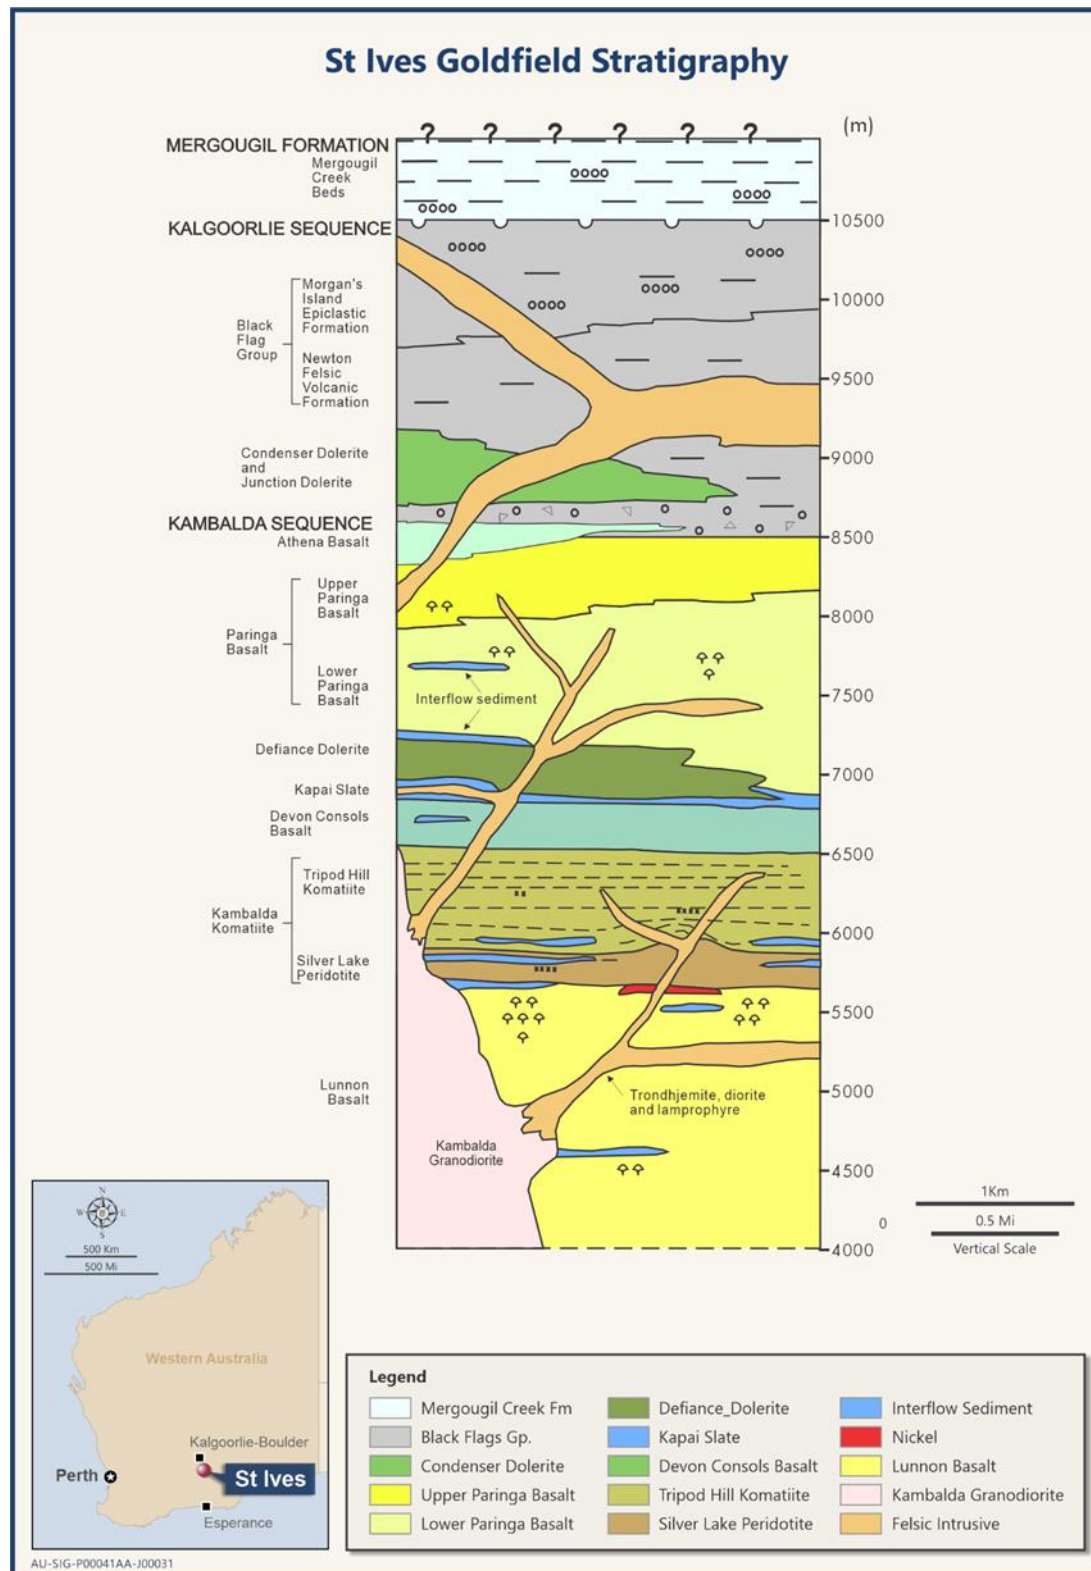 St Ives Goldfield Stratigraphy
? ? ? ? ? ?
(m)
MERGOUGIL FORMATION
Mergougil
Creek
Beds
10500
KALGOORLIE SEQUENCE
Morgan's
Island
Epiclastic
Formation
10000
Black
Flag
Group
Newton
Felsic
Volcanic
Formation
9500
Condenser Dolerite
and
Junction Dolerite
9000
KAMBALDA SEQUENCE
Athena Basalt
8500
Upper
Paringa
Basalt
8000
Paringa
Basalt
Lower
Paringa
Basalt
Interflow sediment
7500
Defiance Dolerite
7000
Kapai Slate
Devon Consols
Basalt
6500
Tripod Hill
Komatiite
Kambalda
Komatiite
6000
Silver Lake
Peridotite
5500
Lunnon
Basalt
5000
Trondhjemite, diorite
and lamprophyre
Kambalda
Granodiorite
4500
0
4000
1Km
0.5 Mi
Vertical Scale
N
W E
S
500 Km
500 Mi
Western Australia
Kalgoorlie-Boulder
Perth
St Ives
Esperance
Legend
Mergougil Creek Fm
Black Flags Gp.
Condenser Dolerite
Upper Paringa Basalt
Lower Paringa Basalt
Defiance_Dolerite
Kapai Slate
Devon Consols Basalt
Tripod Hill Komatiite
Silver Lake Peridotite
Interflow Sediment
Nickel
Lunnon Basalt
Kambalda Granodiorite
Felsic Intrusive
AU-SIG-P00041AA-J00031